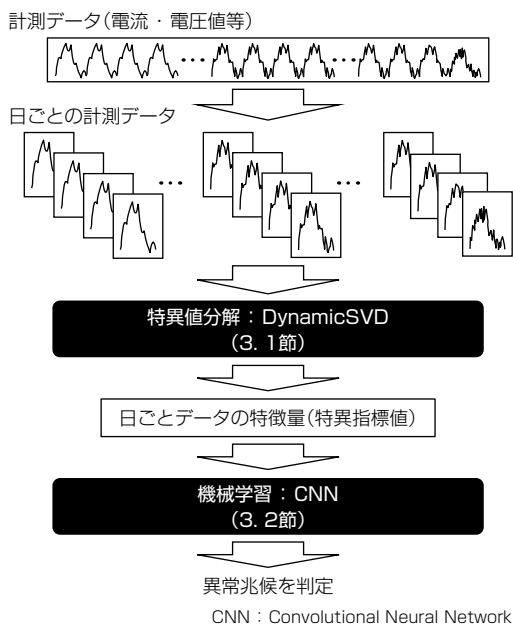 計測データ(電流・電圧値等)
日ごとの計測データ
特異値分解：DynamicSVD
(3. 1節)
日ごとデータの特徴量(特異指標値)
機械学習：CNN
(3. 2節)
異常兆候を判定
CNN：Convolutional Neural Network